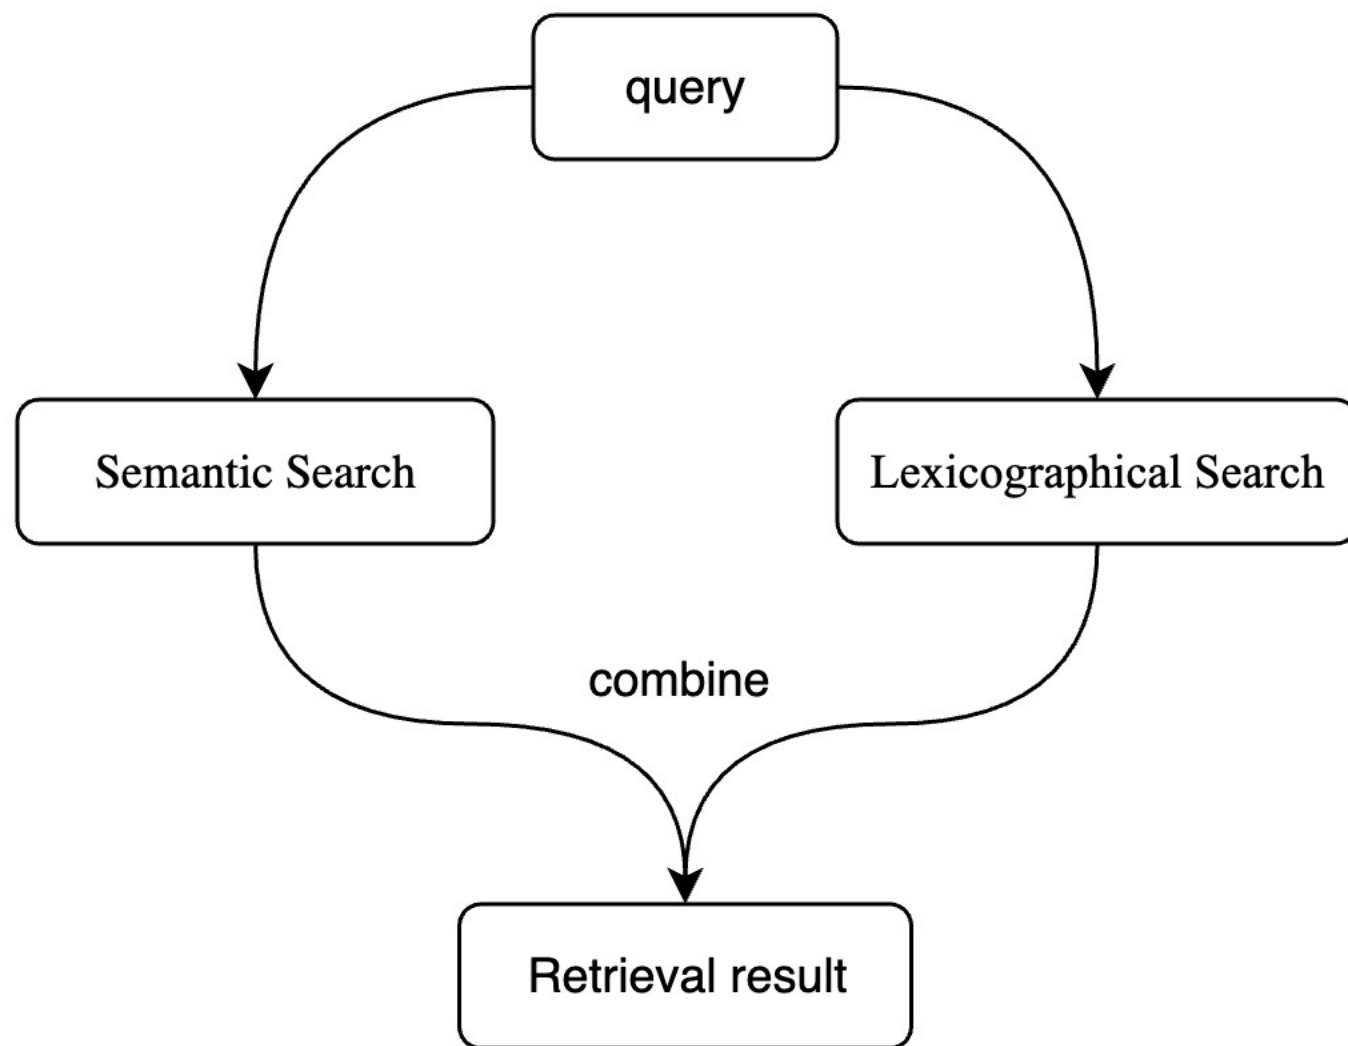 query
Semantic Search
Lexicographical Search
combine
Retrieval result